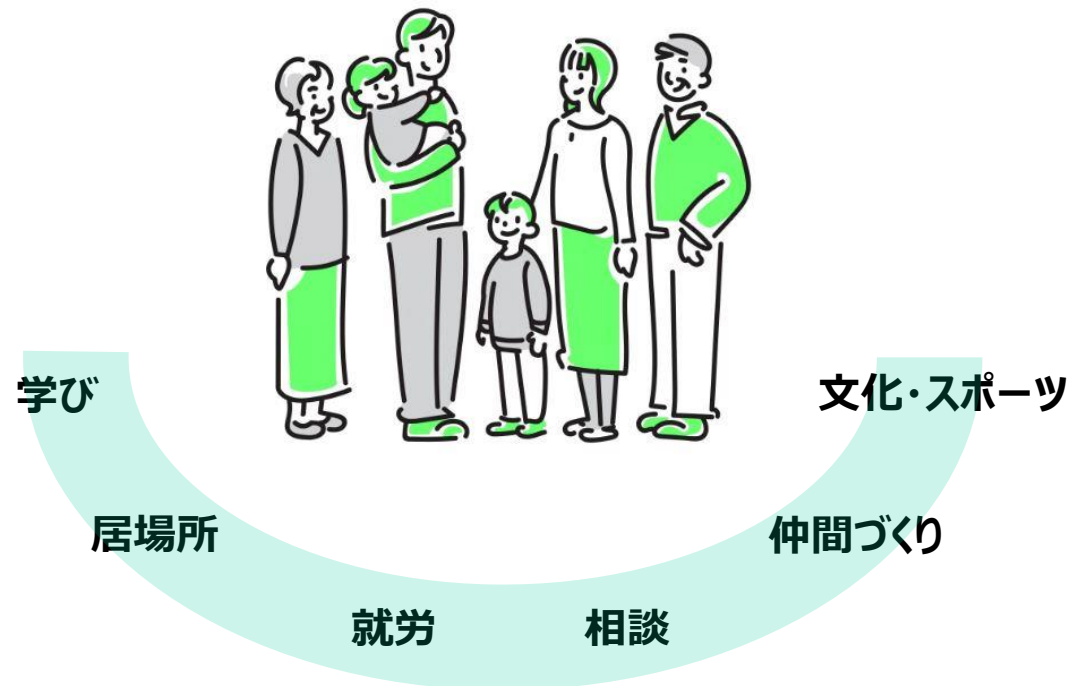 学び
文化・スポーツ
居場所
仲間づくり
就労
相談